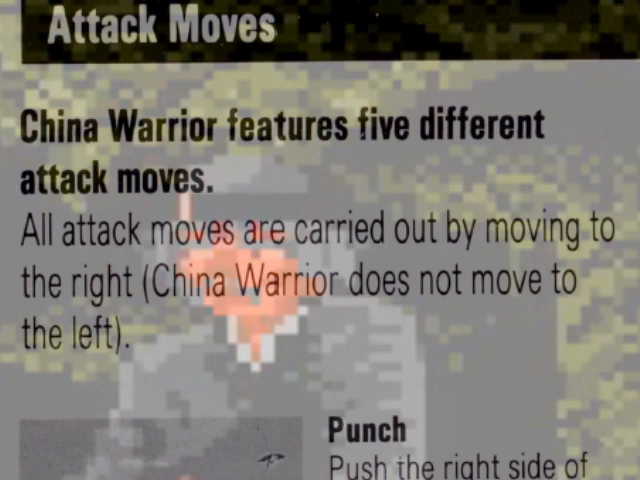 Attack Moves
China Warrior features five different
attack moves.
All attack moves are carried out by moving to
the right (China Warrior does not move to
the left).
Punch
Push the right side of